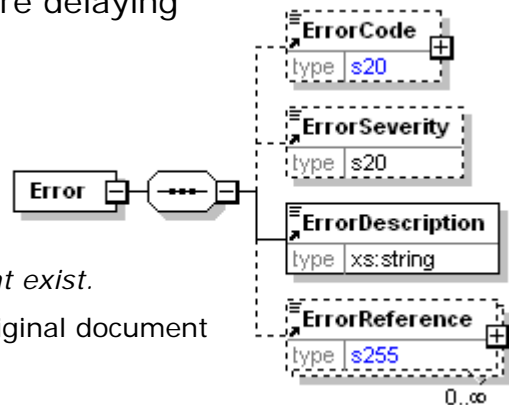 re delaying
ErrorCode
type s20
ErrorSeverity
type s20
Error
ErrorDescription
type xs:string
t exist.
iginal document
ErrorReference
type s255
0..∞